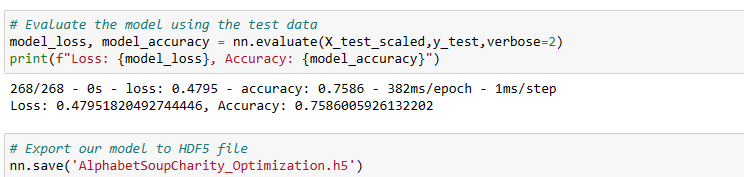 # Evaluate the model using the test data
model_loss, model_accuracy = nn.evaluate(X_test_scaled,y_test,verbose=2)
print(f"Loss: {model_loss}, Accuracy: {model_accuracy}")
268/268 - 0s - loss: 0.4795 - accuracy: 0.7586 - 382ms/epoch - 1ms/step
Loss: 0.47951820492744446, Accuracy: 0.7586005926132202
# Export our model to HDF5 file
nn.save('AlphabetSoupCharity_Optimization.h5')